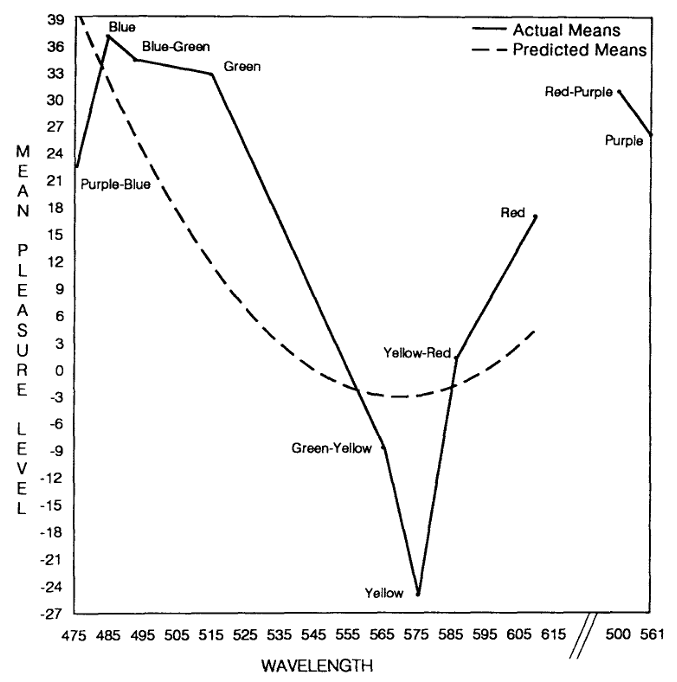 39
36
33
30
27
24
21
18
15
12
9
6
3
0
-3
-6
-9
-12
-15
-18
-21
-24
-27
MEAN PLEASURE LEVEL
Blue
Blue-Green
Green
Purple-Blue
Actual Means
Predicted Means
Red-Purple
Purple
Red
Yellow-Red
Green-Yellow
Yellow
475 485 495 505 515 525 535 545 555 565 575 585 595 605 615 500 561
WAVELENGTH